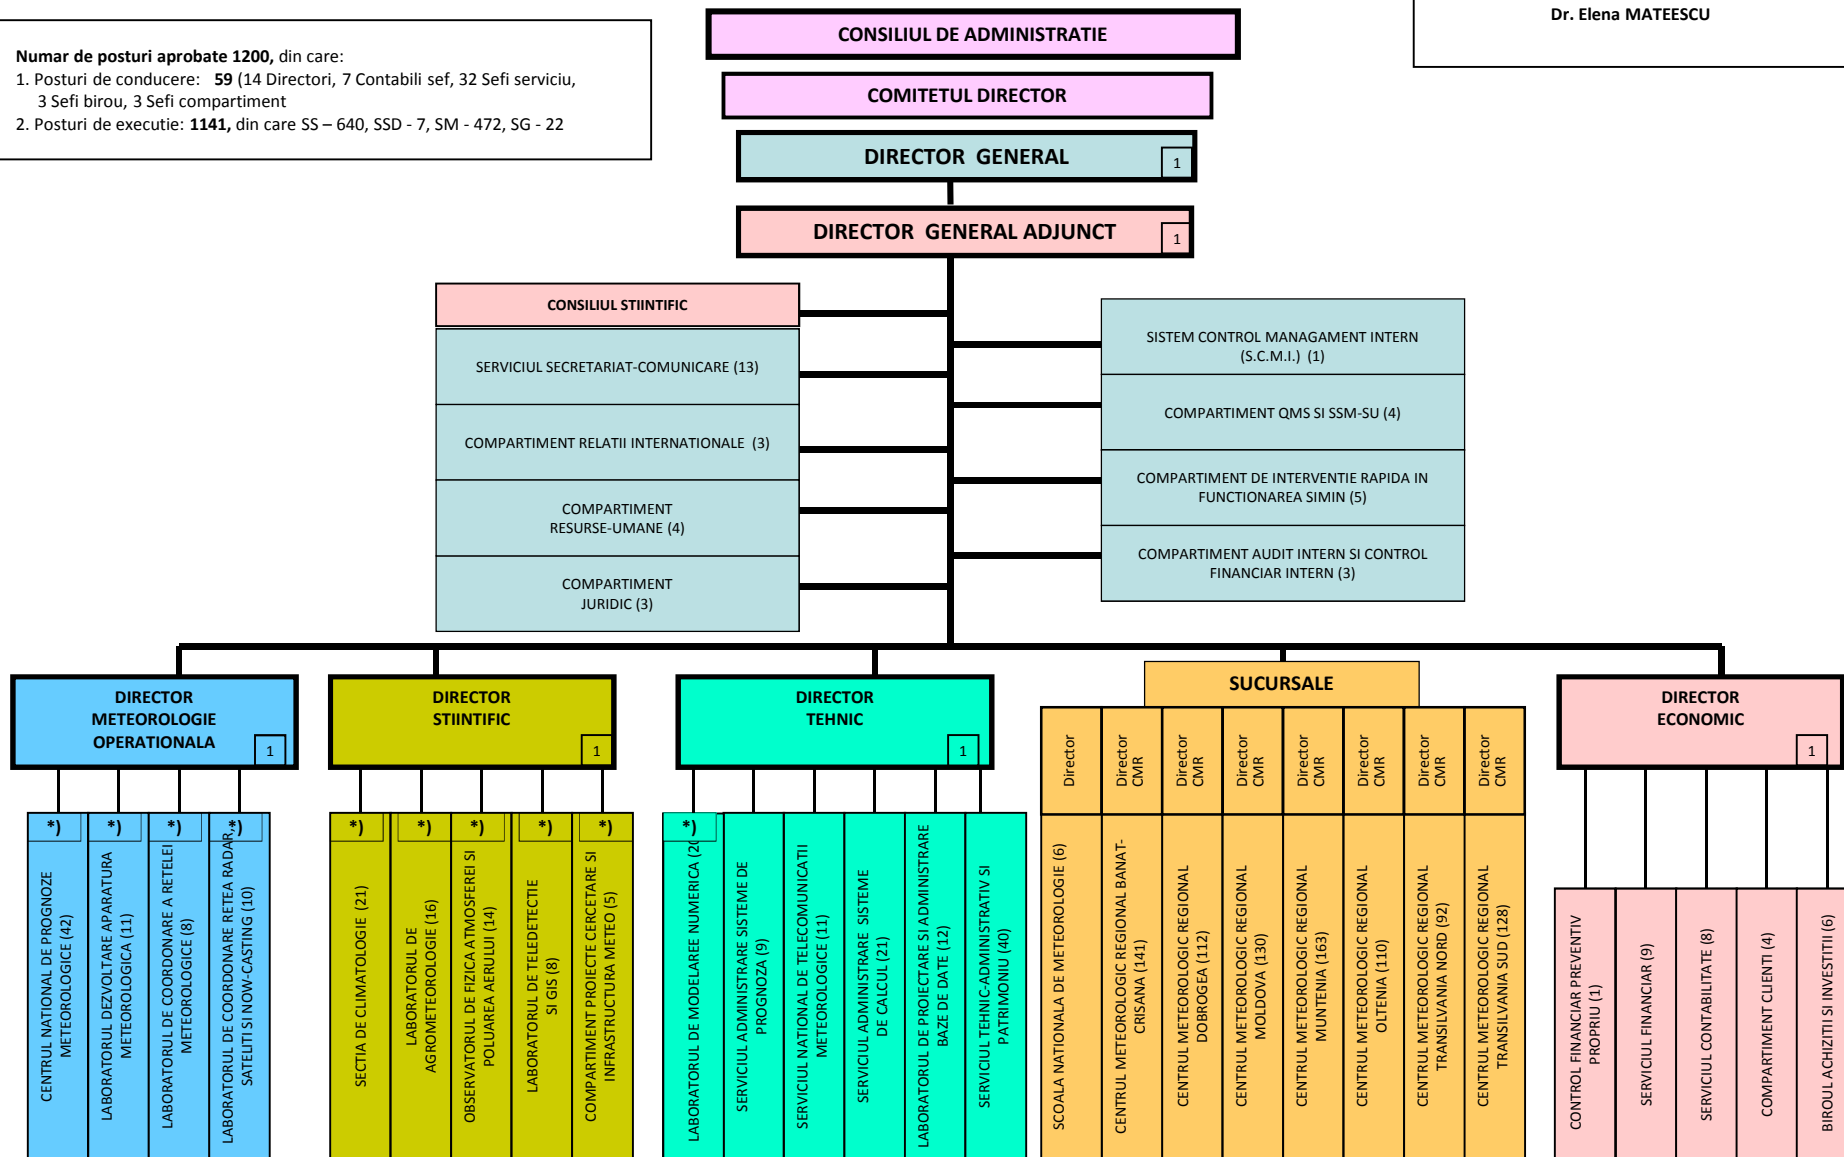 Dr. Elena MATEESCU
CONSILIUL DE ADMINISTRATIE
Numar de posturi aprobate 1200, din care:
1. Posturi de conducere: 59 (14 Directori, 7 Contabili sef, 32 Sefi serviciu,
3 Sefi birou, 3 Sefi compartiment
2. Posturi de executie: 1141, din care SS – 640, SSD - 7, SM - 472, SG - 22
COMITETUL DIRECTOR
DIRECTOR GENERAL
1
DIRECTOR GENERAL ADJUNCT
1
CONSILIUL STIINTIFIC
SERVICIUL SECRETARIAT-COMUNICARE (13)
COMPARTIMENT RELATII INTERNATIONALE (3)
COMPARTIMENT
RESURSE-UMANE (4)
COMPARTIMENT
JURIDIC (3)
SISTEM CONTROL MANAGAMENT INTERN
(S.C.M.I.) (1)
COMPARTIMENT QMS SI SSM-SU (4)
COMPARTIMENT DE INTERVENTIE RAPIDA IN
FUNCTIONAREA SIMIN (5)
COMPARTIMENT AUDIT INTERN SI CONTROL
FINANCIAR INTERN (3)
DIRECTOR
METEOROLOGIE
OPERATIONALA
1
*)
CENTRUL NATIONAL DE PROGNOZE
METEOROLOGICE (42)
*)
LABORATORUL DEZVOLTARE APARATURA
METEOROLOGICA (11)
*)
LABORATORUL DE COORDONARE A RETELEI
METEOROLOGICE (8)
*)
LABORATORUL DE COORDONARE RETEA RADAR,
SATELITI SI NOW-CASTING (10)
DIRECTOR
STIINTIFIC
1
*)
SECTIA DE CLIMATOLOGIE (21)
*)
LABORATORUL DE
AGROMETEOROLOGIE (16)
*)
OBSERVATORUL DE FIZICA ATMOSFEREI SI
POLUAREA AERULUI (14)
*)
LABORATORUL DE TELEDETECTIE
SI GIS (8)
*)
COMPARTIMENT PROIECTE CERCETARE SI
INFRASTRUCTURA METEO (5)
DIRECTOR
TEHNIC
1
*)
LABORATORUL DE MODELAREE NUMERICA (20
SERVICIUL ADMINISTRARE SISTEME DE
PROGNOZA (9)
SERVICIUL NATIONAL DE TELECOMUNICATII
METEOROLOGICE (11)
SERVICIUL ADMINISTRARE SISTEME
DE CALCUL (21)
LABORATORUL DE PROIECTARE SI ADMINISTRARE
BAZE DE DATE (12)
SERVICIUL TEHNIC-ADMINISTRATIV SI
PATRIMONIU (40)
SUCURSALE
Director
SCOALA NATIONALA DE METEOROLOGIE (6)
Director
CMR
CENTRUL METEOROLOGIC REGIONAL BANAT-
CRISANA (141)
Director
CMR
CENTRUL METEOROLOGIC REGIONAL
DOBROGEA (112)
Director
CMR
CENTRUL METEOROLOGIC REGIONAL
MOLDOVA (130)
Director
CMR
CENTRUL METEOROLOGIC REGIONAL
MUNTENIA (163)
Director
CMR
CENTRUL METEOROLOGIC REGIONAL
OLTENIA (110)
Director
CMR
CENTRUL METEOROLOGIC REGIONAL
TRANSILVANIA NORD (92)
Director
CMR
CENTRUL METEOROLOGIC REGIONAL
TRANSILVANIA SUD (128)
DIRECTOR
ECONOMIC
1
CONTROL FINANCIAR PREVENTIV
PROPRIU (1)
SERVICIUL FINANCIAR (9)
SERVICIUL CONTABILITATE (8)
COMPARTIMENT CLIENTI (4)
BIROUL ACHIZITII SI INVESTITII (6)